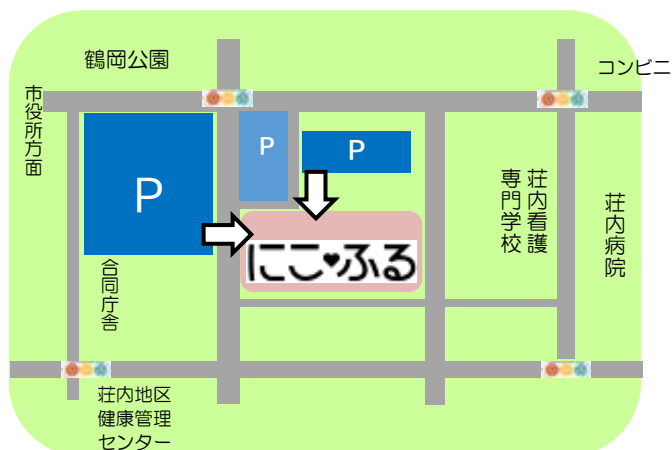 鶴岡公園
コンビニ
市役所方面
P
P
P
荘内看護
専門学校
荘内病院
にこ♥ふる
合同庁舎
荘内地区
健康管理
センター